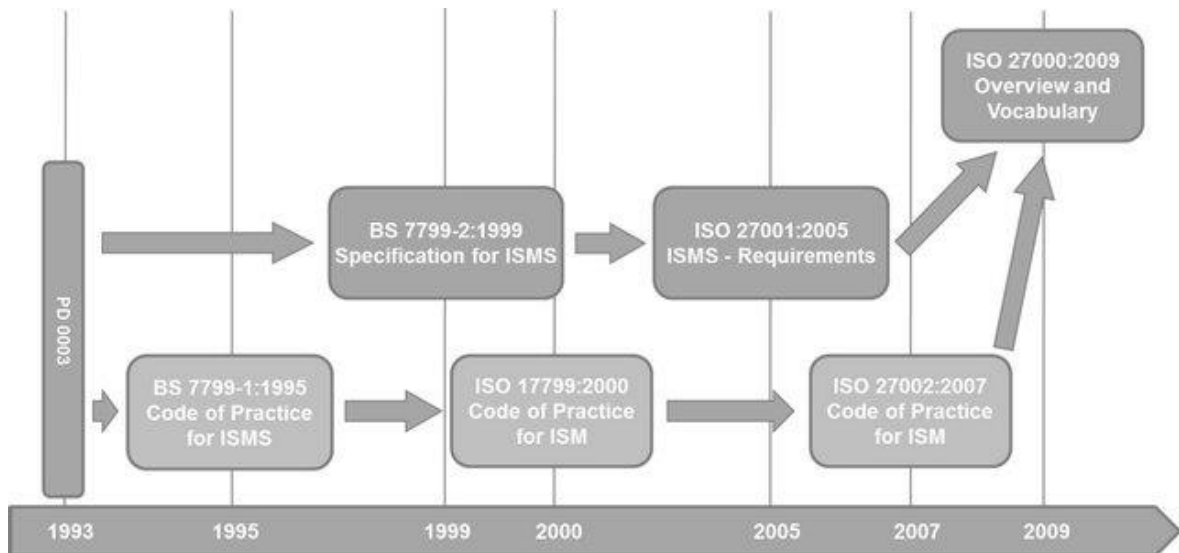 ISO 27000:2009
Overview and
Vocabulary
BS 7799-2:1999
Specification for ISMS
ISO 27001:2005
ISMS - Requirements
PD 0003
BS 7799-1:1995
Code of Practice
for ISMS
ISO 17799:2000
Code of Practice
for ISM
ISO 27002:2007
Code of Practice
for ISM
1993
1995
1999
2000
2005
2007
2009